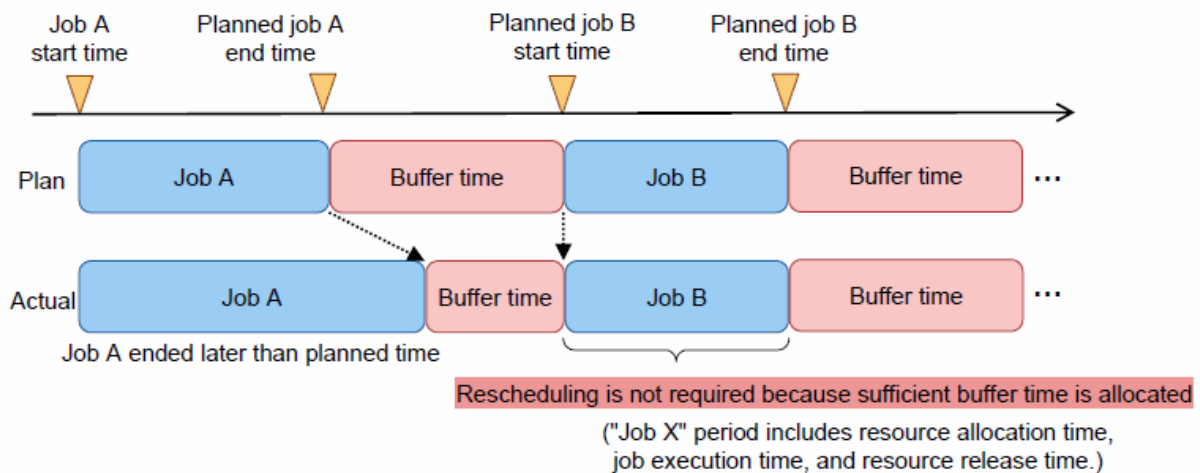 Job A
start time
Planned job A
end time
Planned job B
start time
Planned job B
end time
Plan
Job A
Buffer time
Job B
Buffer time
...
Actual
Job A
Buffer time
Job B
Buffer time
...
Job A ended later than planned time
Rescheduling is not required because sufficient buffer time is allocated
("Job X" period includes resource allocation time,
job execution time, and resource release time.)